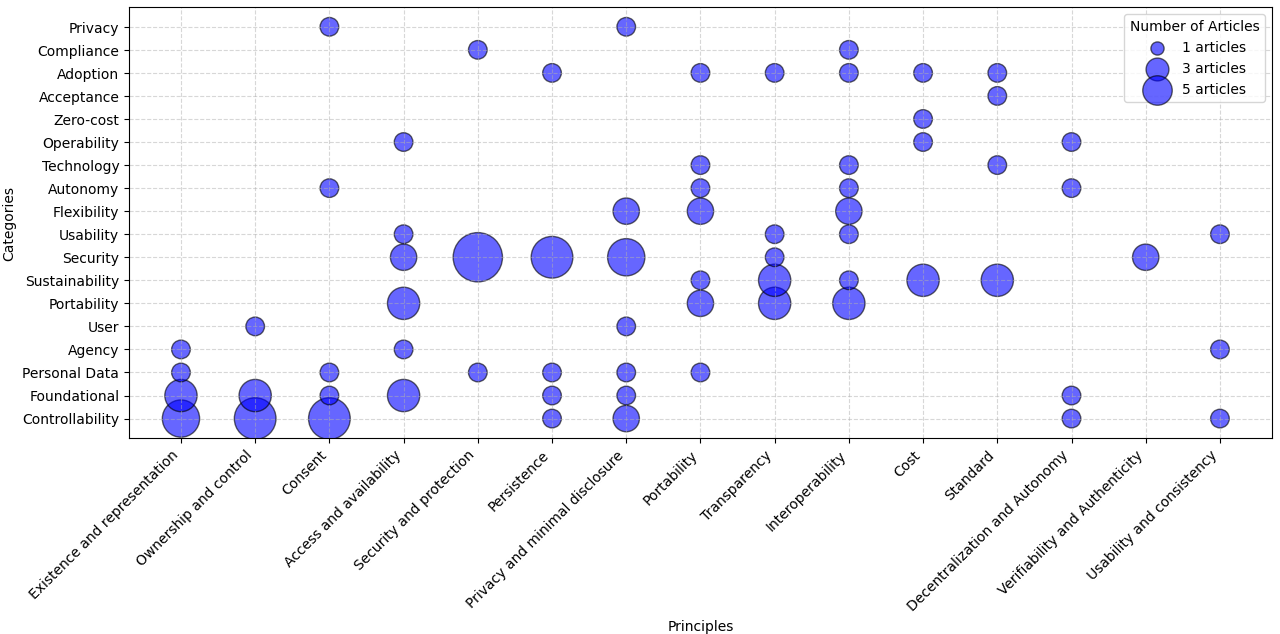 Number of Articles
1 articles
3 articles
5 articles
Categories
Privacy
Compliance
Adoption
Acceptance
Zero-cost
Operability
Technology
Autonomy
Flexibility
Usability
Security
Sustainability
Portability
User
Agency
Personal Data
Foundational
Controllability
Existence and representation
Ownership and control
Consent
Access and availability
Security and protection
Persistence
Privacy and minimal disclosure
Portability
Transparency
Interoperability
Cost
Standard
Decentralization and Autonomy
Verifiability and Authenticity
Usability and consistency
Principles